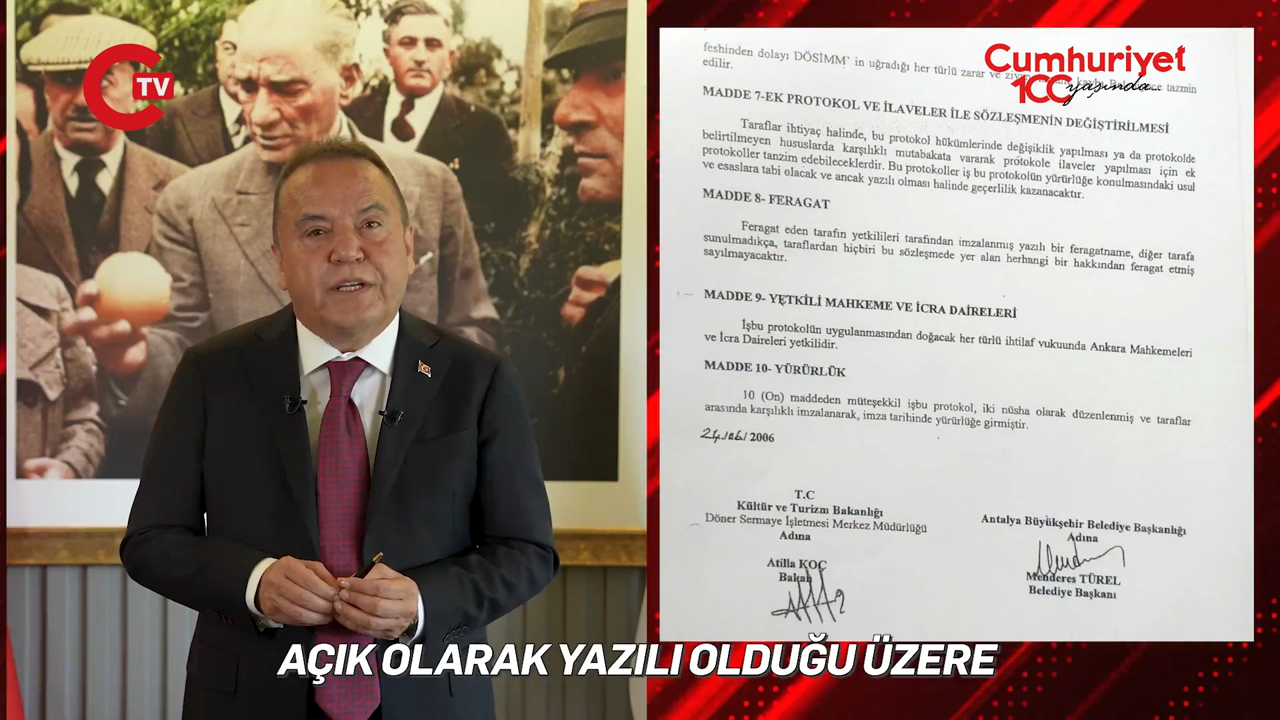 C TV
Cumhuriyet
100 yaşında...
feshinden dolayı DÖSİMM' in uğradığı her türlü zarar ve tazmin
edilir.
MADDE 7-EK PROTOKOL VE İLAVELER İLE SÖZLEŞMENİN DEĞİŞTİRİLMESİ
Taraflar ihtiyaç halinde, bu protokol hükümlerinde değişiklik yapılması ya da protokolde
belirtilmeyen hususlarda karşılıklı mutabakata vararak protokole ilaveler yapılması için ek
protokoller tanzim edebileceklerdir. Bu protokoller iş bu protokolün yürürlüğe konulmasındaki usul
ve esaslara tabi olacak ve ancak yazılı olması halinde geçerlilik kazanacaktır.
MADDE 8- FERAGAT
Feragat eden tarafın yetkilileri tarafından imzalanmış yazılı bir feragatname, diğer tarafa
sunulmadıkça, taraflardan hiçbiri bu sözleşmede yer alan herhangi bir hakkından feragat etmiş
sayılmayacaktır.
MADDE 9- YETKİLİ MAHKEME VE İCRA DAİRELERİ
İşbu protokolün uygulanmasından doğacak her türlü ihtilaf vukuunda Ankara Mahkemeleri
ve İcra Daireleri yetkilidir.
MADDE 10- YÜRÜRLÜK
10 (On) maddeden müteşekkil işbu protokol, iki nüsha olarak düzenlenmiş ve taraflar
arasında karşılıklı imzalanarak, imza tarihinde yürürlüğe girmiştir.
2006
T.C
Kültür ve Turizm Bakanlığı
Döner Sermaye İşletmesi Merkez Müdürlüğü
Adına
Atilla KOÇ
Bakan
Antalya Büyükşehir Belediye Başkanlığı
Adına
Menderes TÜREL
Belediye Başkanı
AÇIK OLARAK YAZILI OLDUĞU ÜZERE